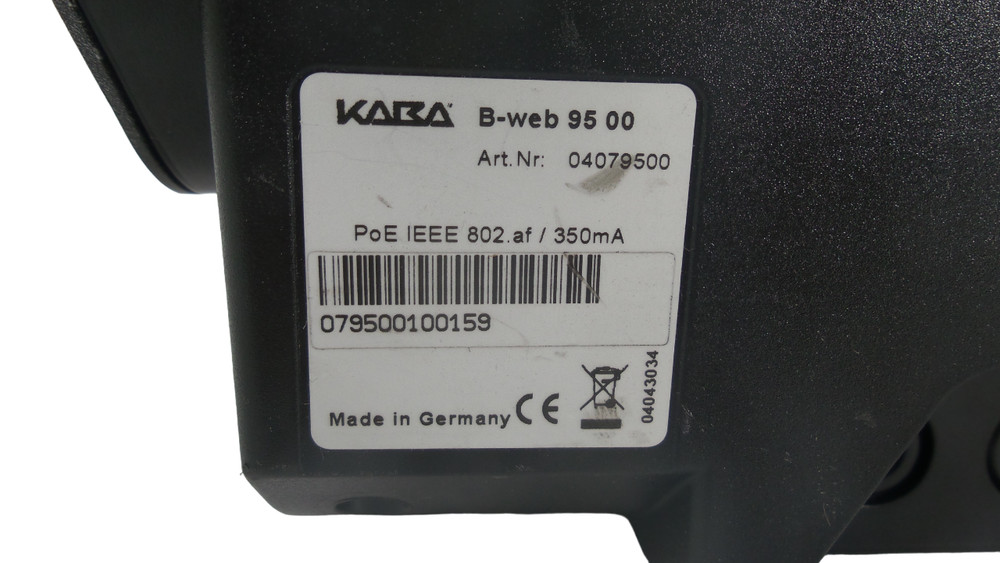 KABA B-web 95 00
Art.Nr: 04079500
PoE IEEE 802.af / 350mA
079500100159
Made in Germany CE
04043034